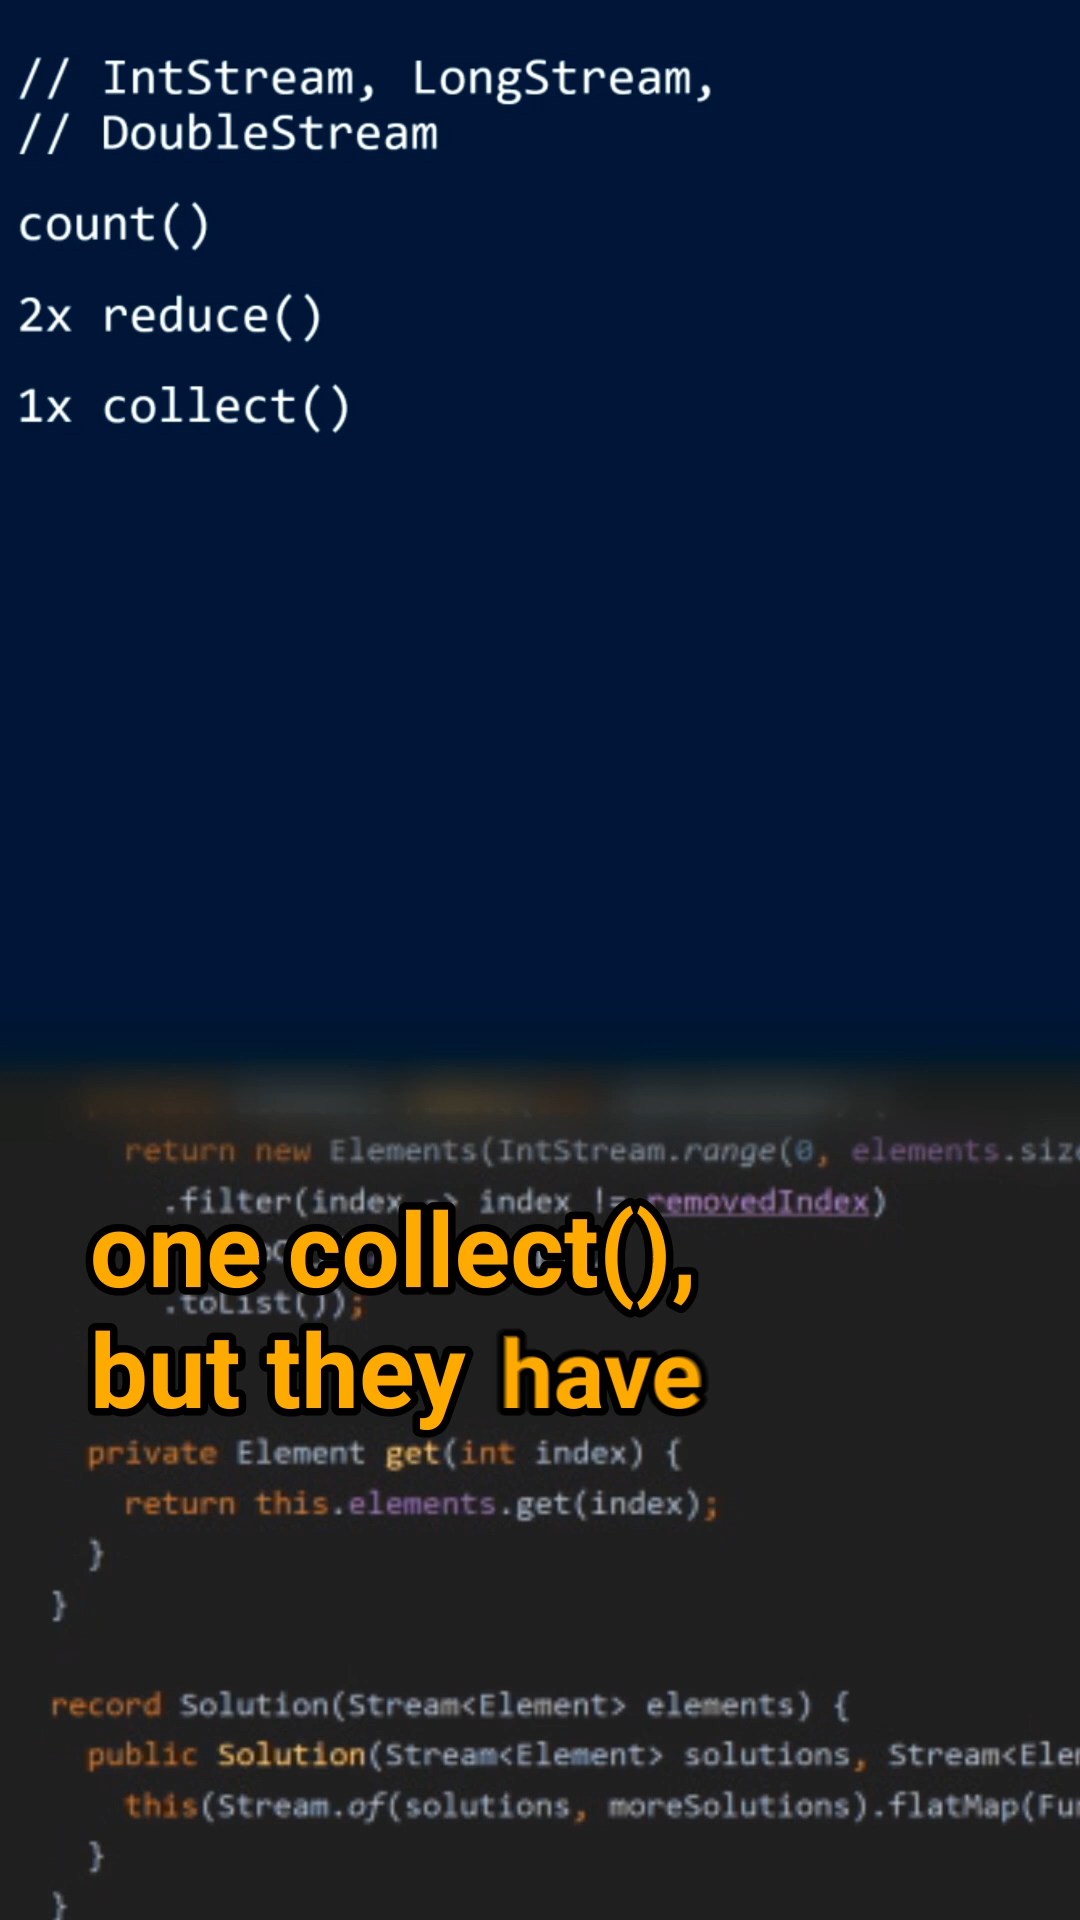 // IntStream, LongStream,
// DoubleStream
count()
2x reduce()
1x collect()
return new Elements(IntStream.range(0, elements.size
.filter(index -> index != removedIndex)
one collect(),
.toList());
but they have
private Element get(int index) {
return this.elements.get(index);
}
}
record Solution(Stream<Element> elements) {
public Solution(Stream<Element> solutions, Stream<Elem
this(Stream.of(solutions, moreSolutions).flatMap(Fu
}
}